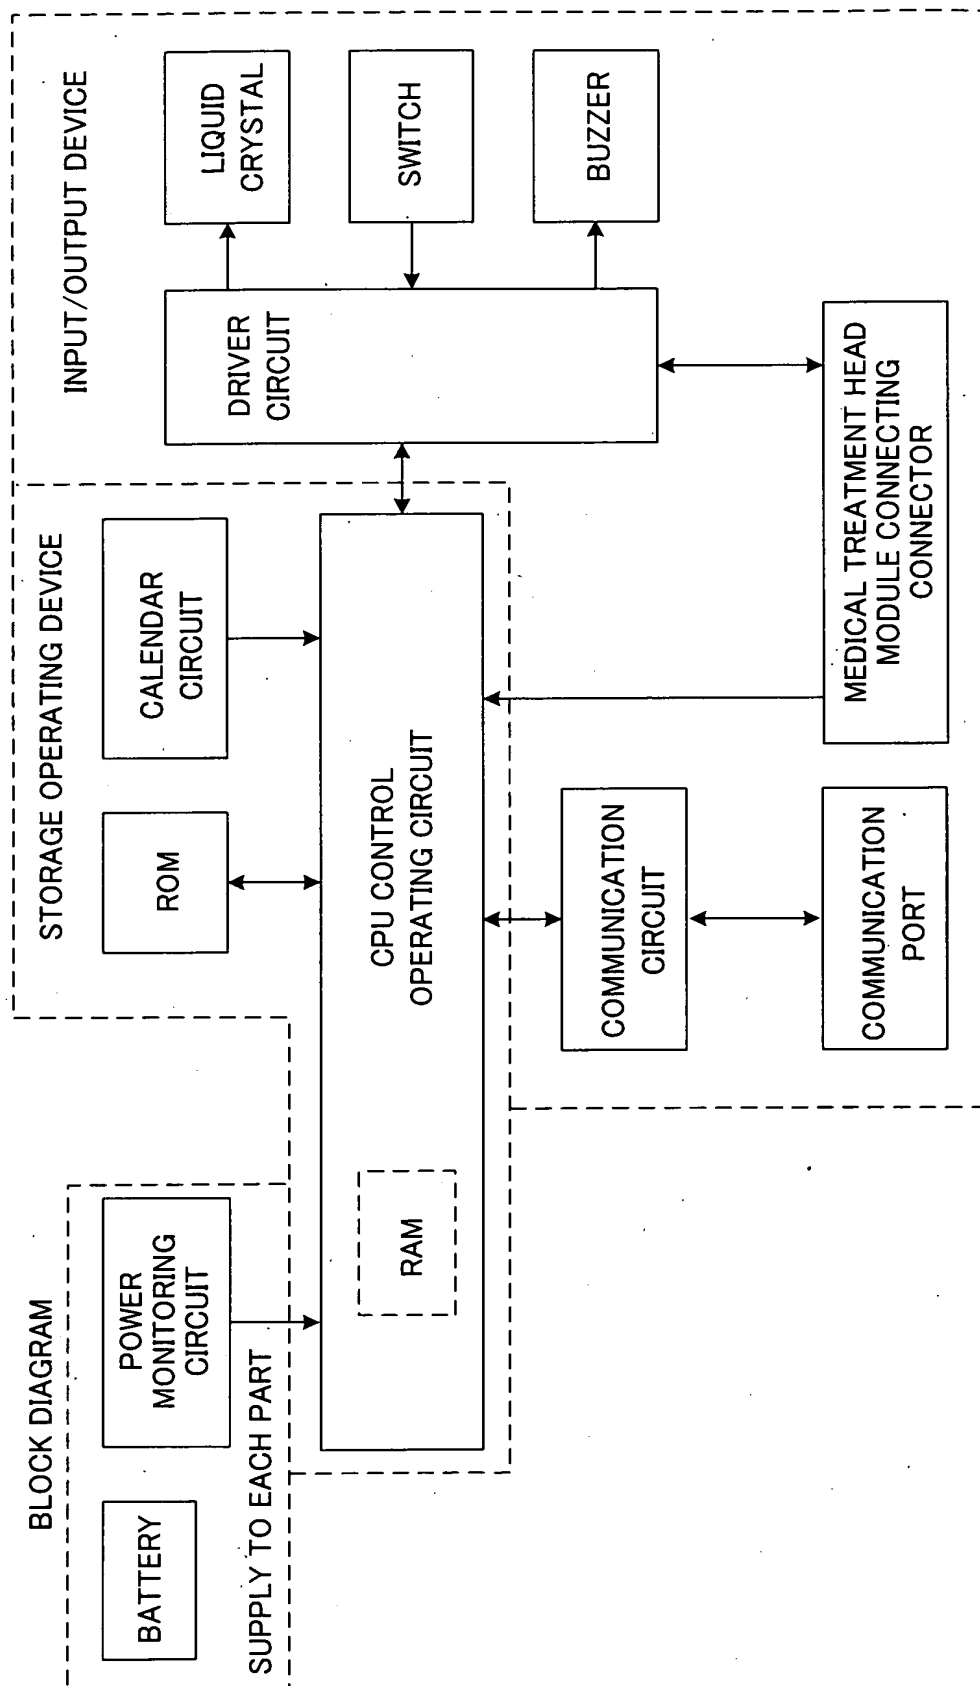 BLOCK DIAGRAM
BATTERY
POWER
MONITORING
CIRCUIT
SUPPLY TO EACH PART
STORAGE OPERATING DEVICE
ROM
CALENDAR
CIRCUIT
CPU CONTROL
OPERATING CIRCUIT
RAM
INPUT/OUTPUT DEVICE
DRIVER
CIRCUIT
LIQUID
CRYSTAL
SWITCH
BUZZER
COMMUNICATION
CIRCUIT
COMMUNICATION
PORT
MEDICAL TREATMENT HEAD
MODULE CONNECTING
CONNECTOR